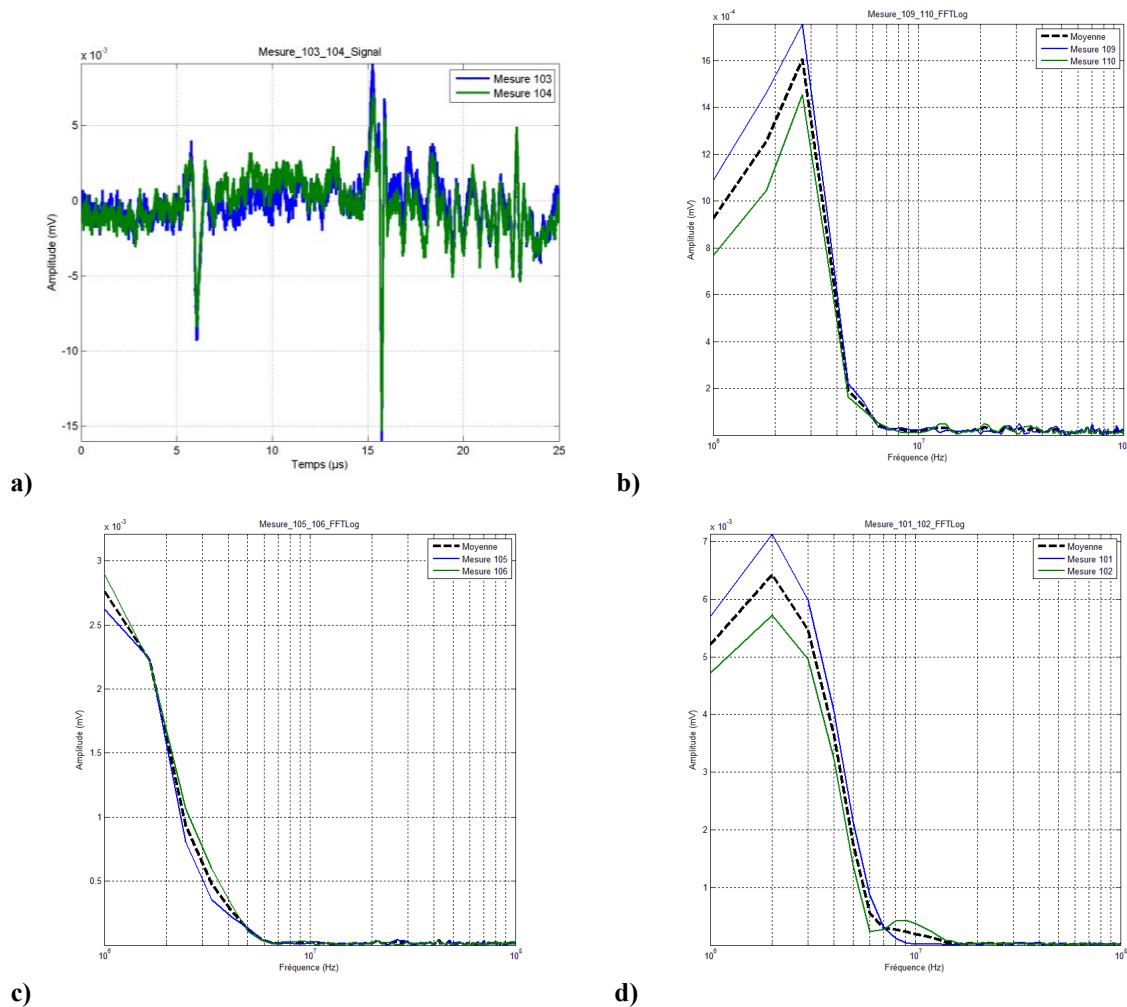 Mesure_103_104_Signal
x 10⁻³
Mesure 103
Mesure 104
5
0
-5
-10
-15
Amplitude (mV)
0 5 10 15 20 25
Temps (µs)
a)
Mesure_109_110_FFTLog
x 10⁻⁴
Moyenne
Mesure 109
Mesure 110
16
14
12
10
8
6
4
2
Amplitude (mV)
10⁶ 10⁷ 10
Fréquence (Hz)
b)
Mesure_105_106_FFTLog
x 10⁻³
Moyenne
Mesure 105
Mesure 106
3
2.5
2
1.5
1
0.5
Amplitude (mV)
10⁶ 10⁷ 10⁸
Fréquence (Hz)
c)
Mesure_101_102_FFTLog
x 10⁻³
Moyenne
Mesure 101
Mesure 102
7
6
5
4
3
2
1
Amplitude (mV)
10⁶ 10⁷ 10⁸
Fréquence (Hz)
d)